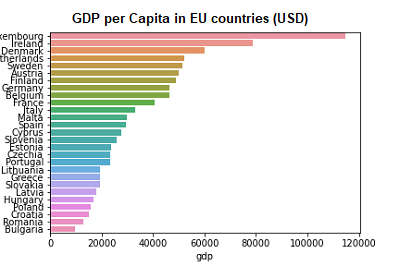 GDP per Capita in EU countries (USD)
xembourg
Ireland
Denmark
therlands
Sweden
Austria
Finland
Germany
Belgium
France
Italy
Malta
Spain
Cyprus
Slovenia
Estonia
Czechia
Portugal
Lithuania
Greece
Slovakia
Latvia
Hungary
Poland
Croatia
Romania
Bulgaria
0 20000 40000 60000 80000 100000 120000
gdp